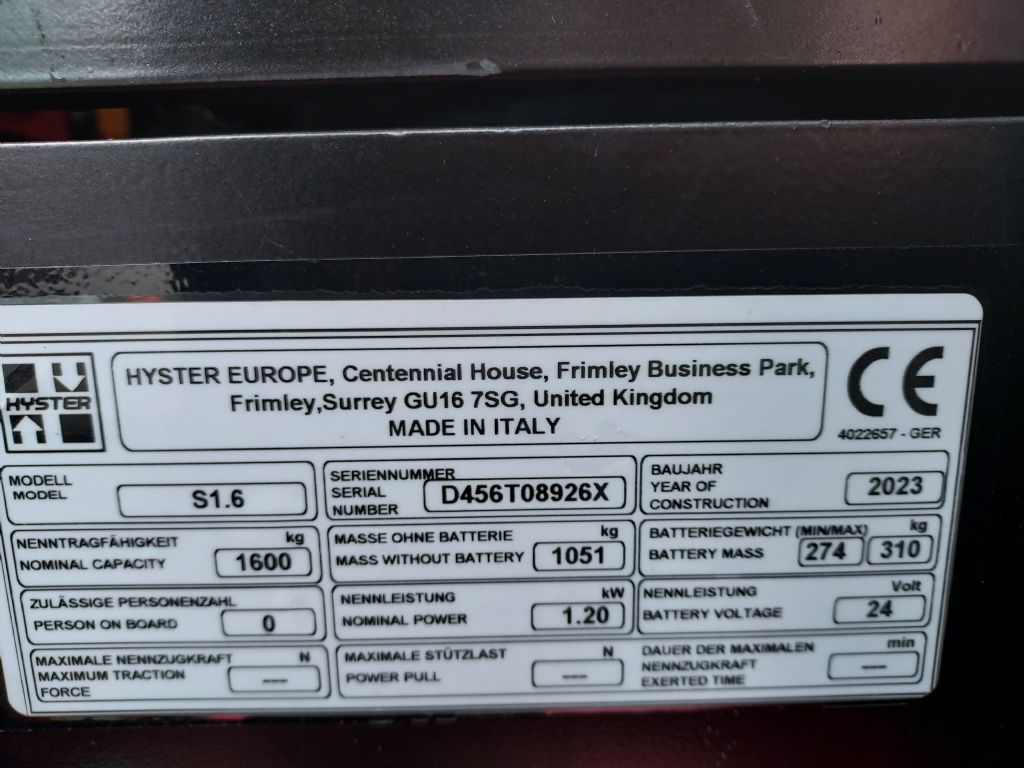 HYSTER
HYSTER EUROPE, Centennial House, Frimley Business Park,
Frimley,Surrey GU16 7SG, United Kingdom
MADE IN ITALY
CE
4022657 - GER
MODELL
MODEL
S1.6
SERIENNUMMER
SERIAL
NUMBER
D456T08926X
BAUJAHR
YEAR OF
CONSTRUCTION
2023
NENNTRAGFÄHIGKEIT kg
NOMINAL CAPACITY 1600
MASSE OHNE BATTERIE kg
MASS WITHOUT BATTERY 1051
BATTERIEGEWICHT (MIN/MAX) kg
BATTERY MASS 274 310
ZULÄSSIGE PERSONENZAHL
PERSON ON BOARD 0
NENNLEISTUNG kW
NOMINAL POWER 1.20
NENNLEISTUNG Volt
BATTERY VOLTAGE 24
MAXIMALE NENNZUGKRAFT N
MAXIMUM TRACTION ---
FORCE
MAXIMALE STÜTZLAST N
POWER PULL ---
DAUER DER MAXIMALEN min
NENNZUGKRAFT ---
EXERTED TIME